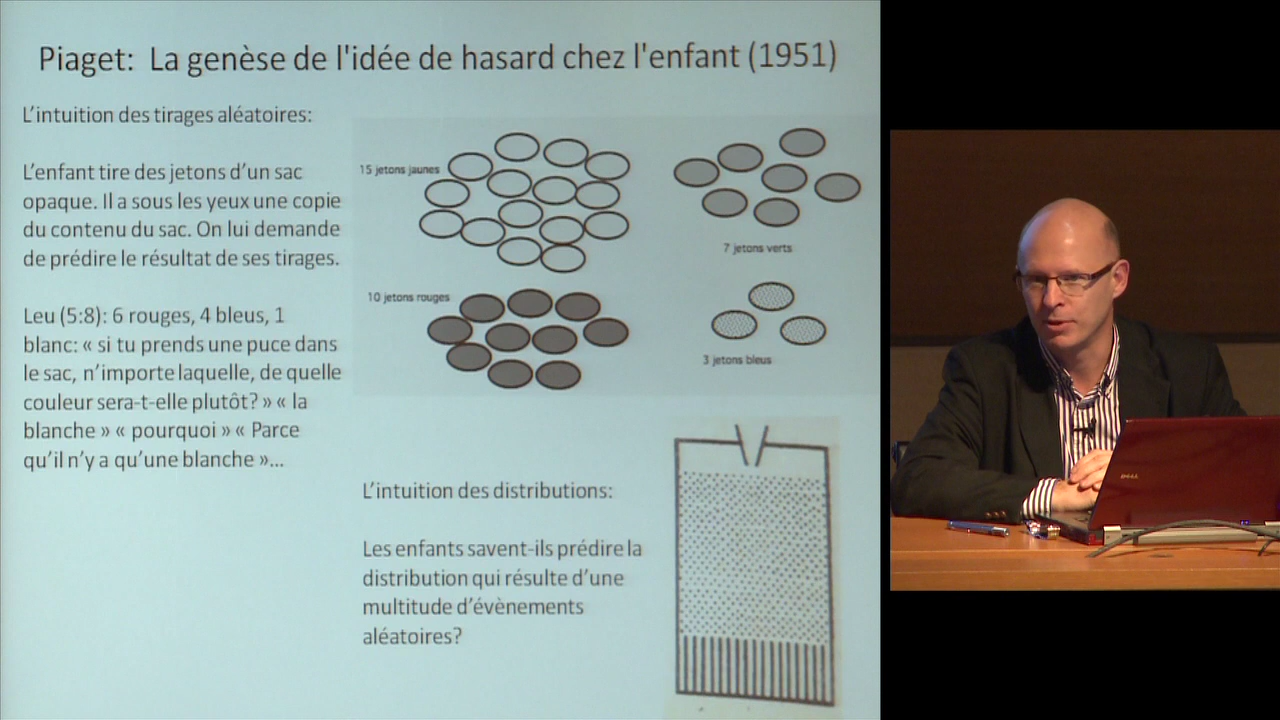 Piaget: La genèse de l'idée de hasard chez l'enfant (1951)
L'intuition des tirages aléatoires:
L'enfant tire des jetons d'un sac
opaque. Il a sous les yeux une copie
du contenu du sac. On lui demande
de prédire le résultat de ses tirages.
Leu (5:8): 6 rouges, 4 bleus, 1
blanc: « si tu prends une puce dans
le sac, n'importe laquelle, de quelle
couleur sera-t-elle plutôt? » « la
blanche » « pourquoi » « Parce
qu'il n'y a qu'une blanche »...
15 jetons jaunes
7 jetons verts
10 jetons rouges
3 jetons bleus
L'intuition des distributions:
Les enfants savent-ils prédire la
distribution qui résulte d'une
multitude d'évènements
aléatoires?
DELL